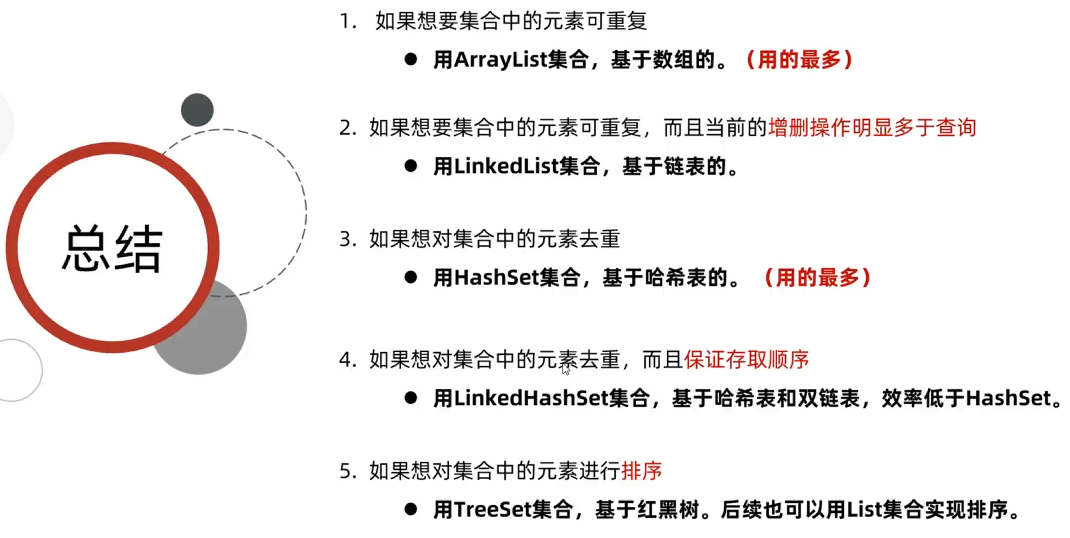 总结
1. 如果想要集合中的元素可重复
● 用ArrayList集合，基于数组的。（用的最多）
2. 如果想要集合中的元素可重复，而且当前的增删操作明显多于查询
● 用LinkedList集合，基于链表的。
3. 如果想对集合中的元素去重
● 用HashSet集合，基于哈希表的。（用的最多）
4. 如果想对集合中的元素去重，而且保证存取顺序
● 用LinkedHashSet集合，基于哈希表和双链表，效率低于HashSet。
5. 如果想对集合中的元素进行排序
● 用TreeSet集合，基于红黑树。后续也可以用List集合实现排序。